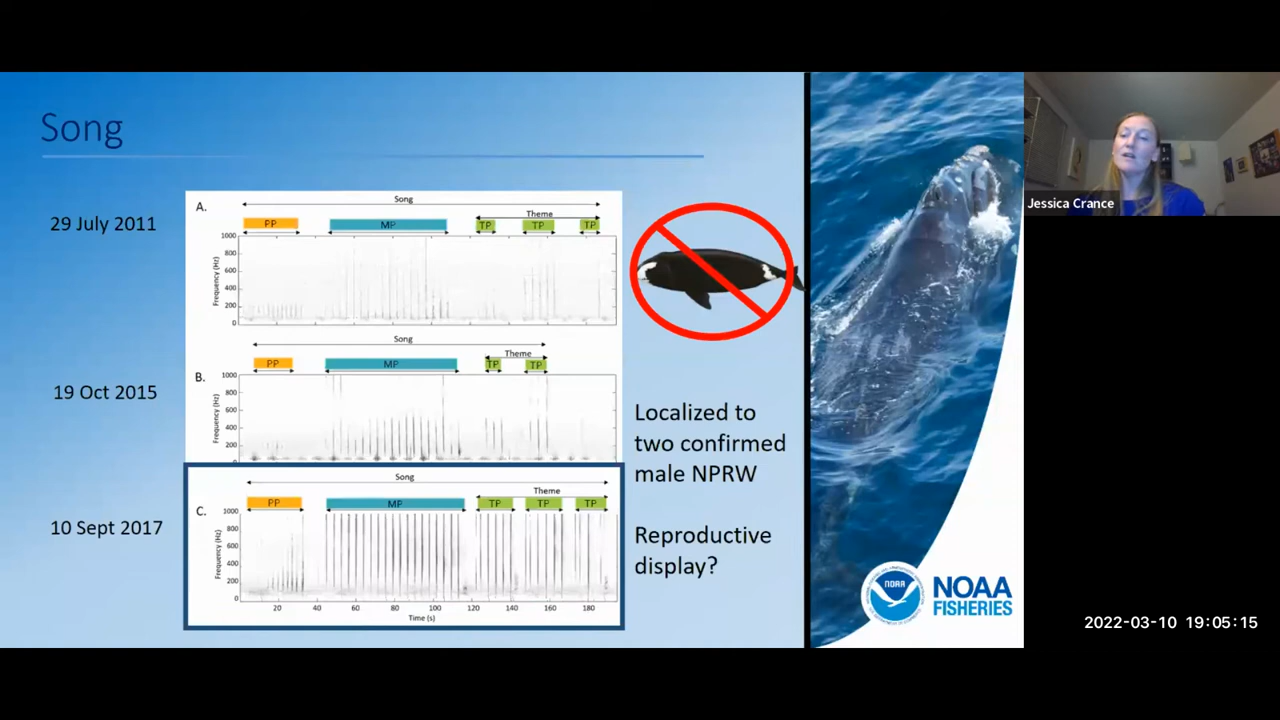 Song
29 July 2011
A.
Song
Theme
PP
MP
TP
TP
TP
1000
800
600
400
200
0
Frequency (Hz)
19 Oct 2015
B.
Song
Theme
PP
MP
TP
TP
1000
800
600
400
200
Frequency (Hz)
10 Sept 2017
C.
Song
Theme
PP
MP
TP
TP
TP
1000
800
600
400
200
0
Frequency (Hz)
20 40 60 80 100 120 140 160 180
Time (s)
Localized to
two confirmed
male NPRW
Reproductive
display?
NOAA
NOAA
FISHERIES
Jessica Crance
2022-03-10 19:05:15